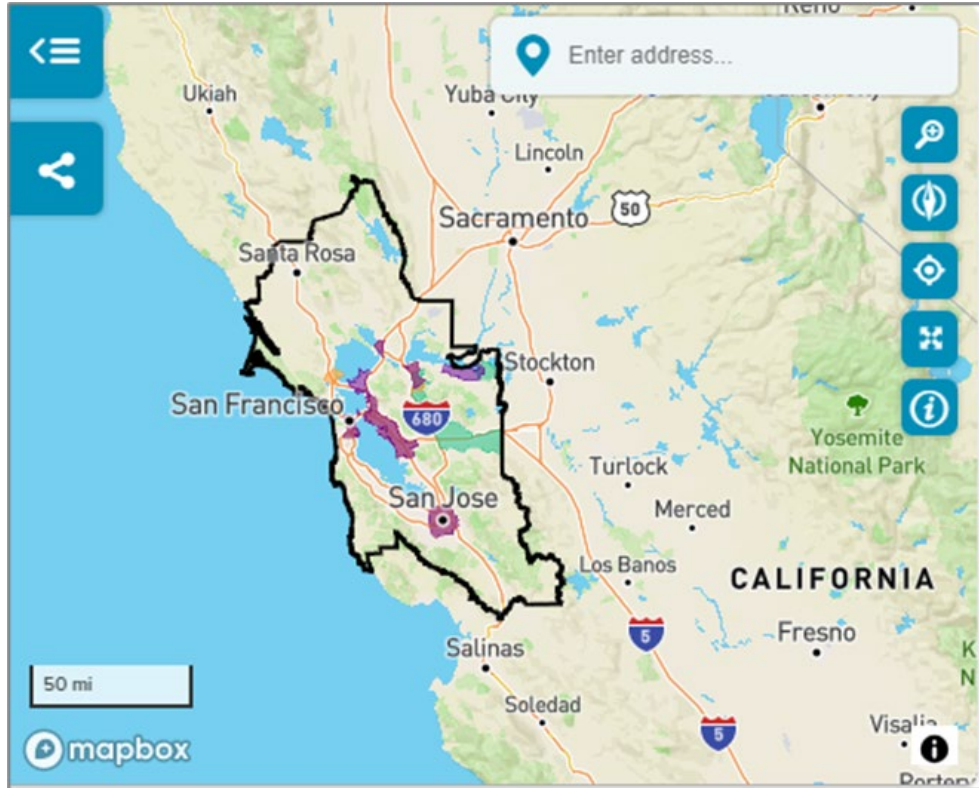 Reno
Enter address...
Ukiah
Yuba City
Lincoln
Sacramento
50
Santa Rosa
Stockton
San Francisco
680
Yosemite
National Park
Turlock
San Jose
Merced
Los Banos
CALIFORNIA
5
Fresno
Salinas
50 mi
Soledad
5
Visalia
mapbox